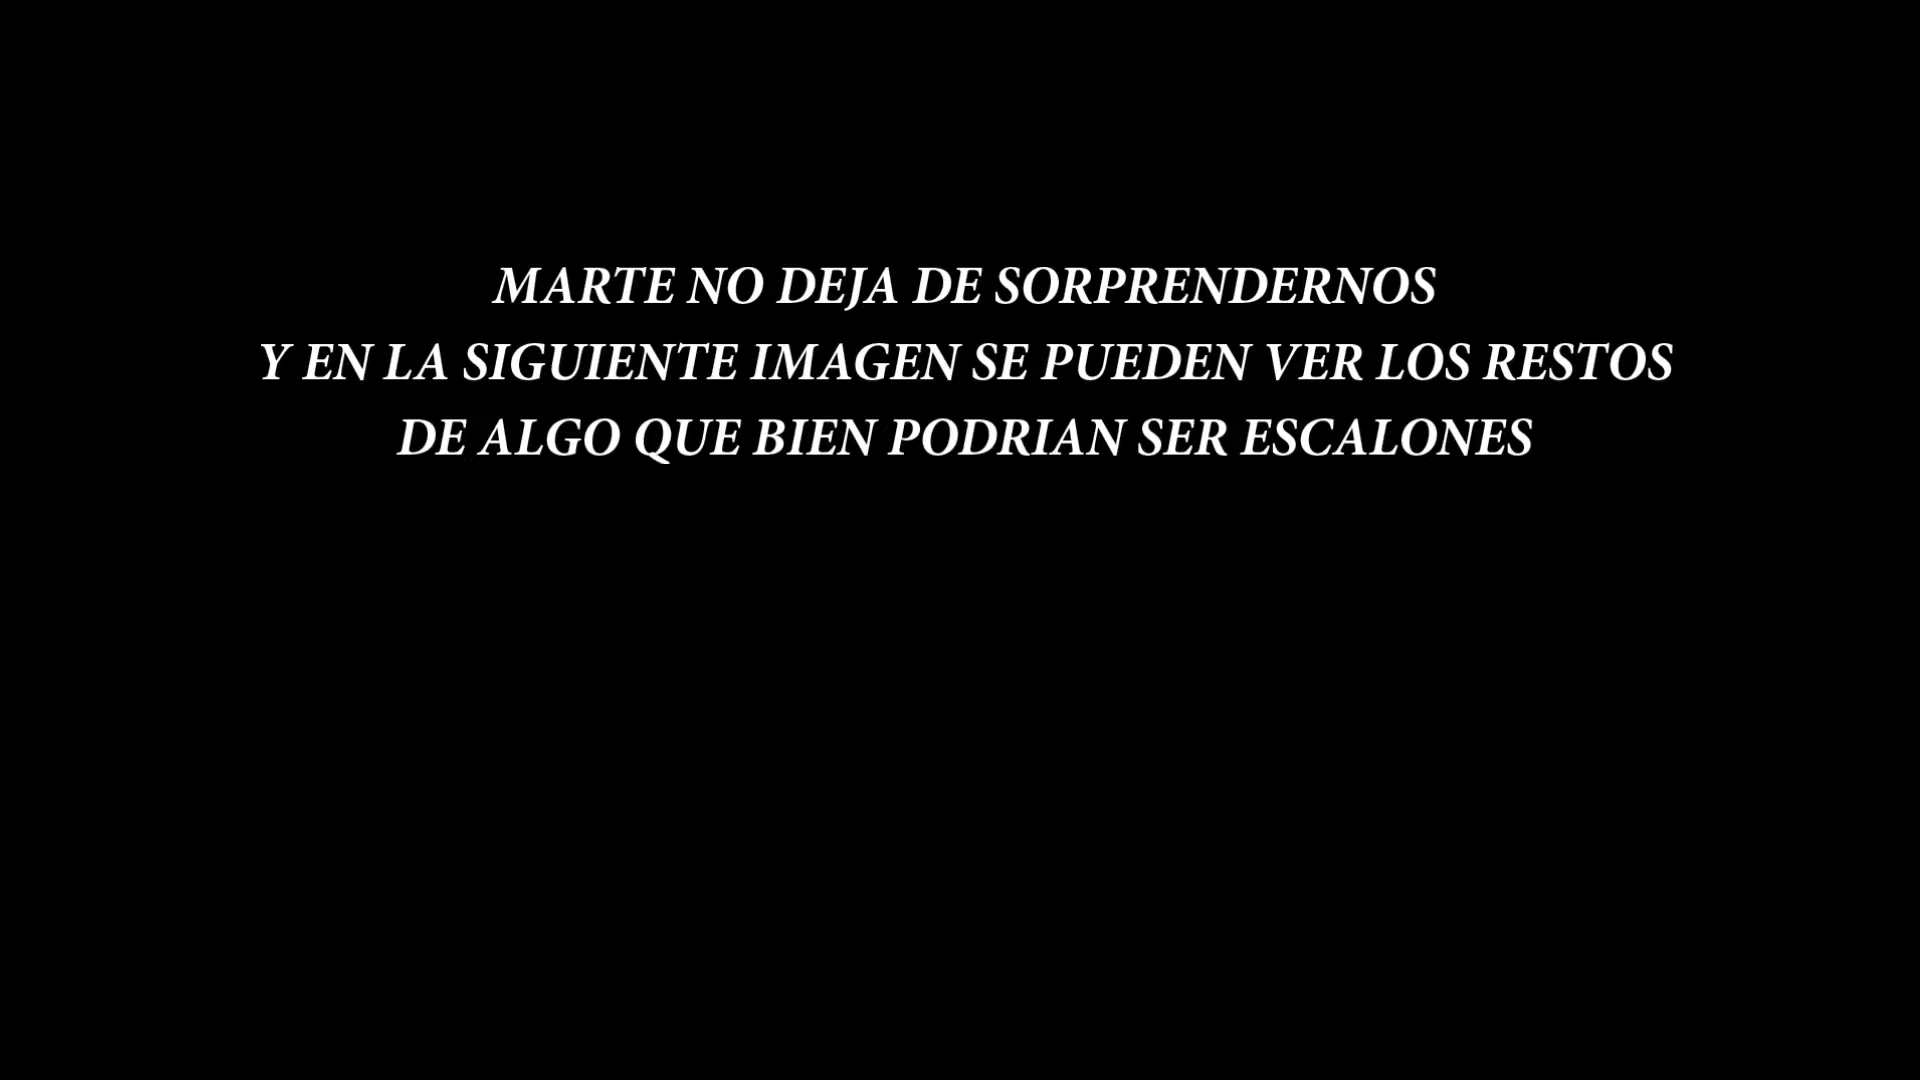 MARTE NO DEJA DE SORPRENDERNOS
Y EN LA SIGUIENTE IMAGEN SE PUEDEN VER LOS RESTOS
DE ALGO QUE BIEN PODRIAN SER ESCALONES